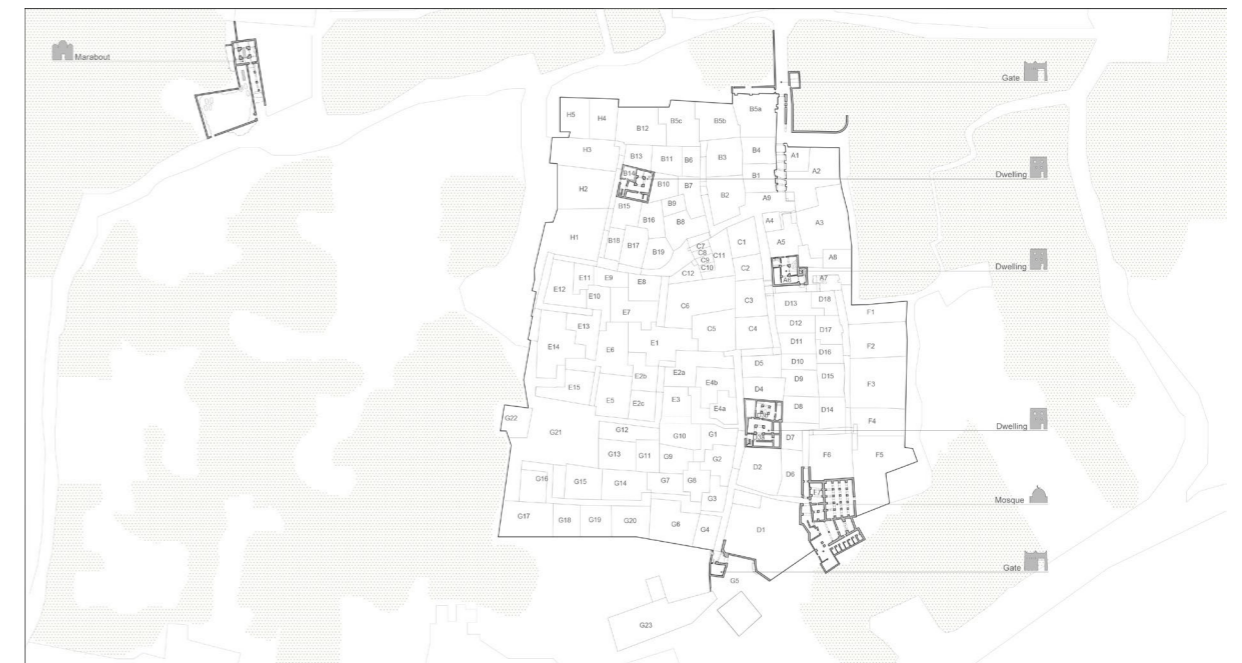 Marabout
Gate
Dwelling
Dwelling
Dwelling
Mosque
Gate
H5
H4
B12
B5c
B5b
B5a
H3
B13
B11
B6
B3
B4
A1
A2
B14
B10
B7
B1
H2
B2
A9
B15
B9
B16
B8
A4
A3
H1
B18
B17
B19
C7
C8
C9
C10
C11
C12
C1
A5
C2
A7
E11
E9
E8
E12
E10
C6
C3
D13
D18
E7
F1
E13
C5
C4
D12
D17
E14
E6
E1
D11
F2
D16
D5
D10
E2b
E2a
E4b
D9
D15
E15
D4
F3
E5
E2c
E3
E4a
D8
D14
G22
F4
G21
G12
G10
G1
D7
G13
G11
G2
F6
F5
D2
D6
G16
G15
G14
G7
G3
F7
G17
G18
G19
G20
G4
D1
G5
G23